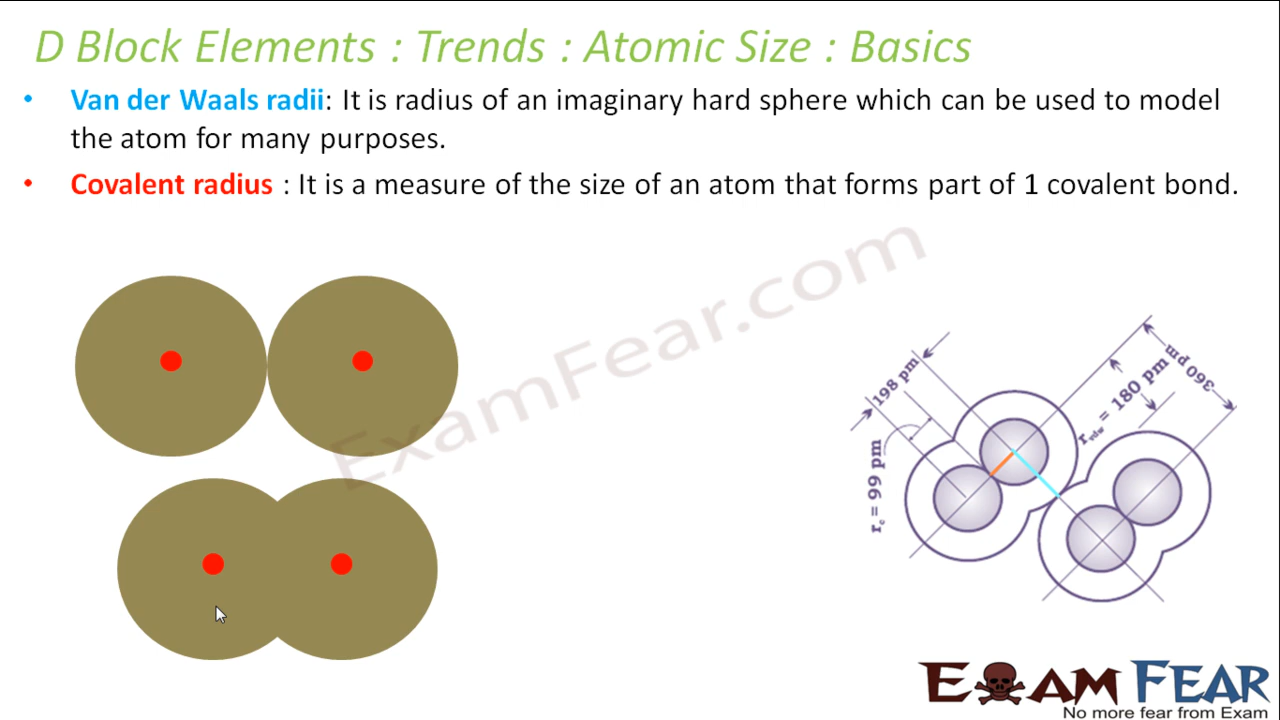 D Block Elements : Trends : Atomic Size : Basics
• Van der Waals radii: It is radius of an imaginary hard sphere which can be used to model
the atom for many purposes.
• Covalent radius : It is a measure of the size of an atom that forms part of 1 covalent bond.
ExamFear.com
198 pm
r_c = 99 pm
r_vdw = 180 pm
360 pm
EXAM FEAR
No more fear from Exam